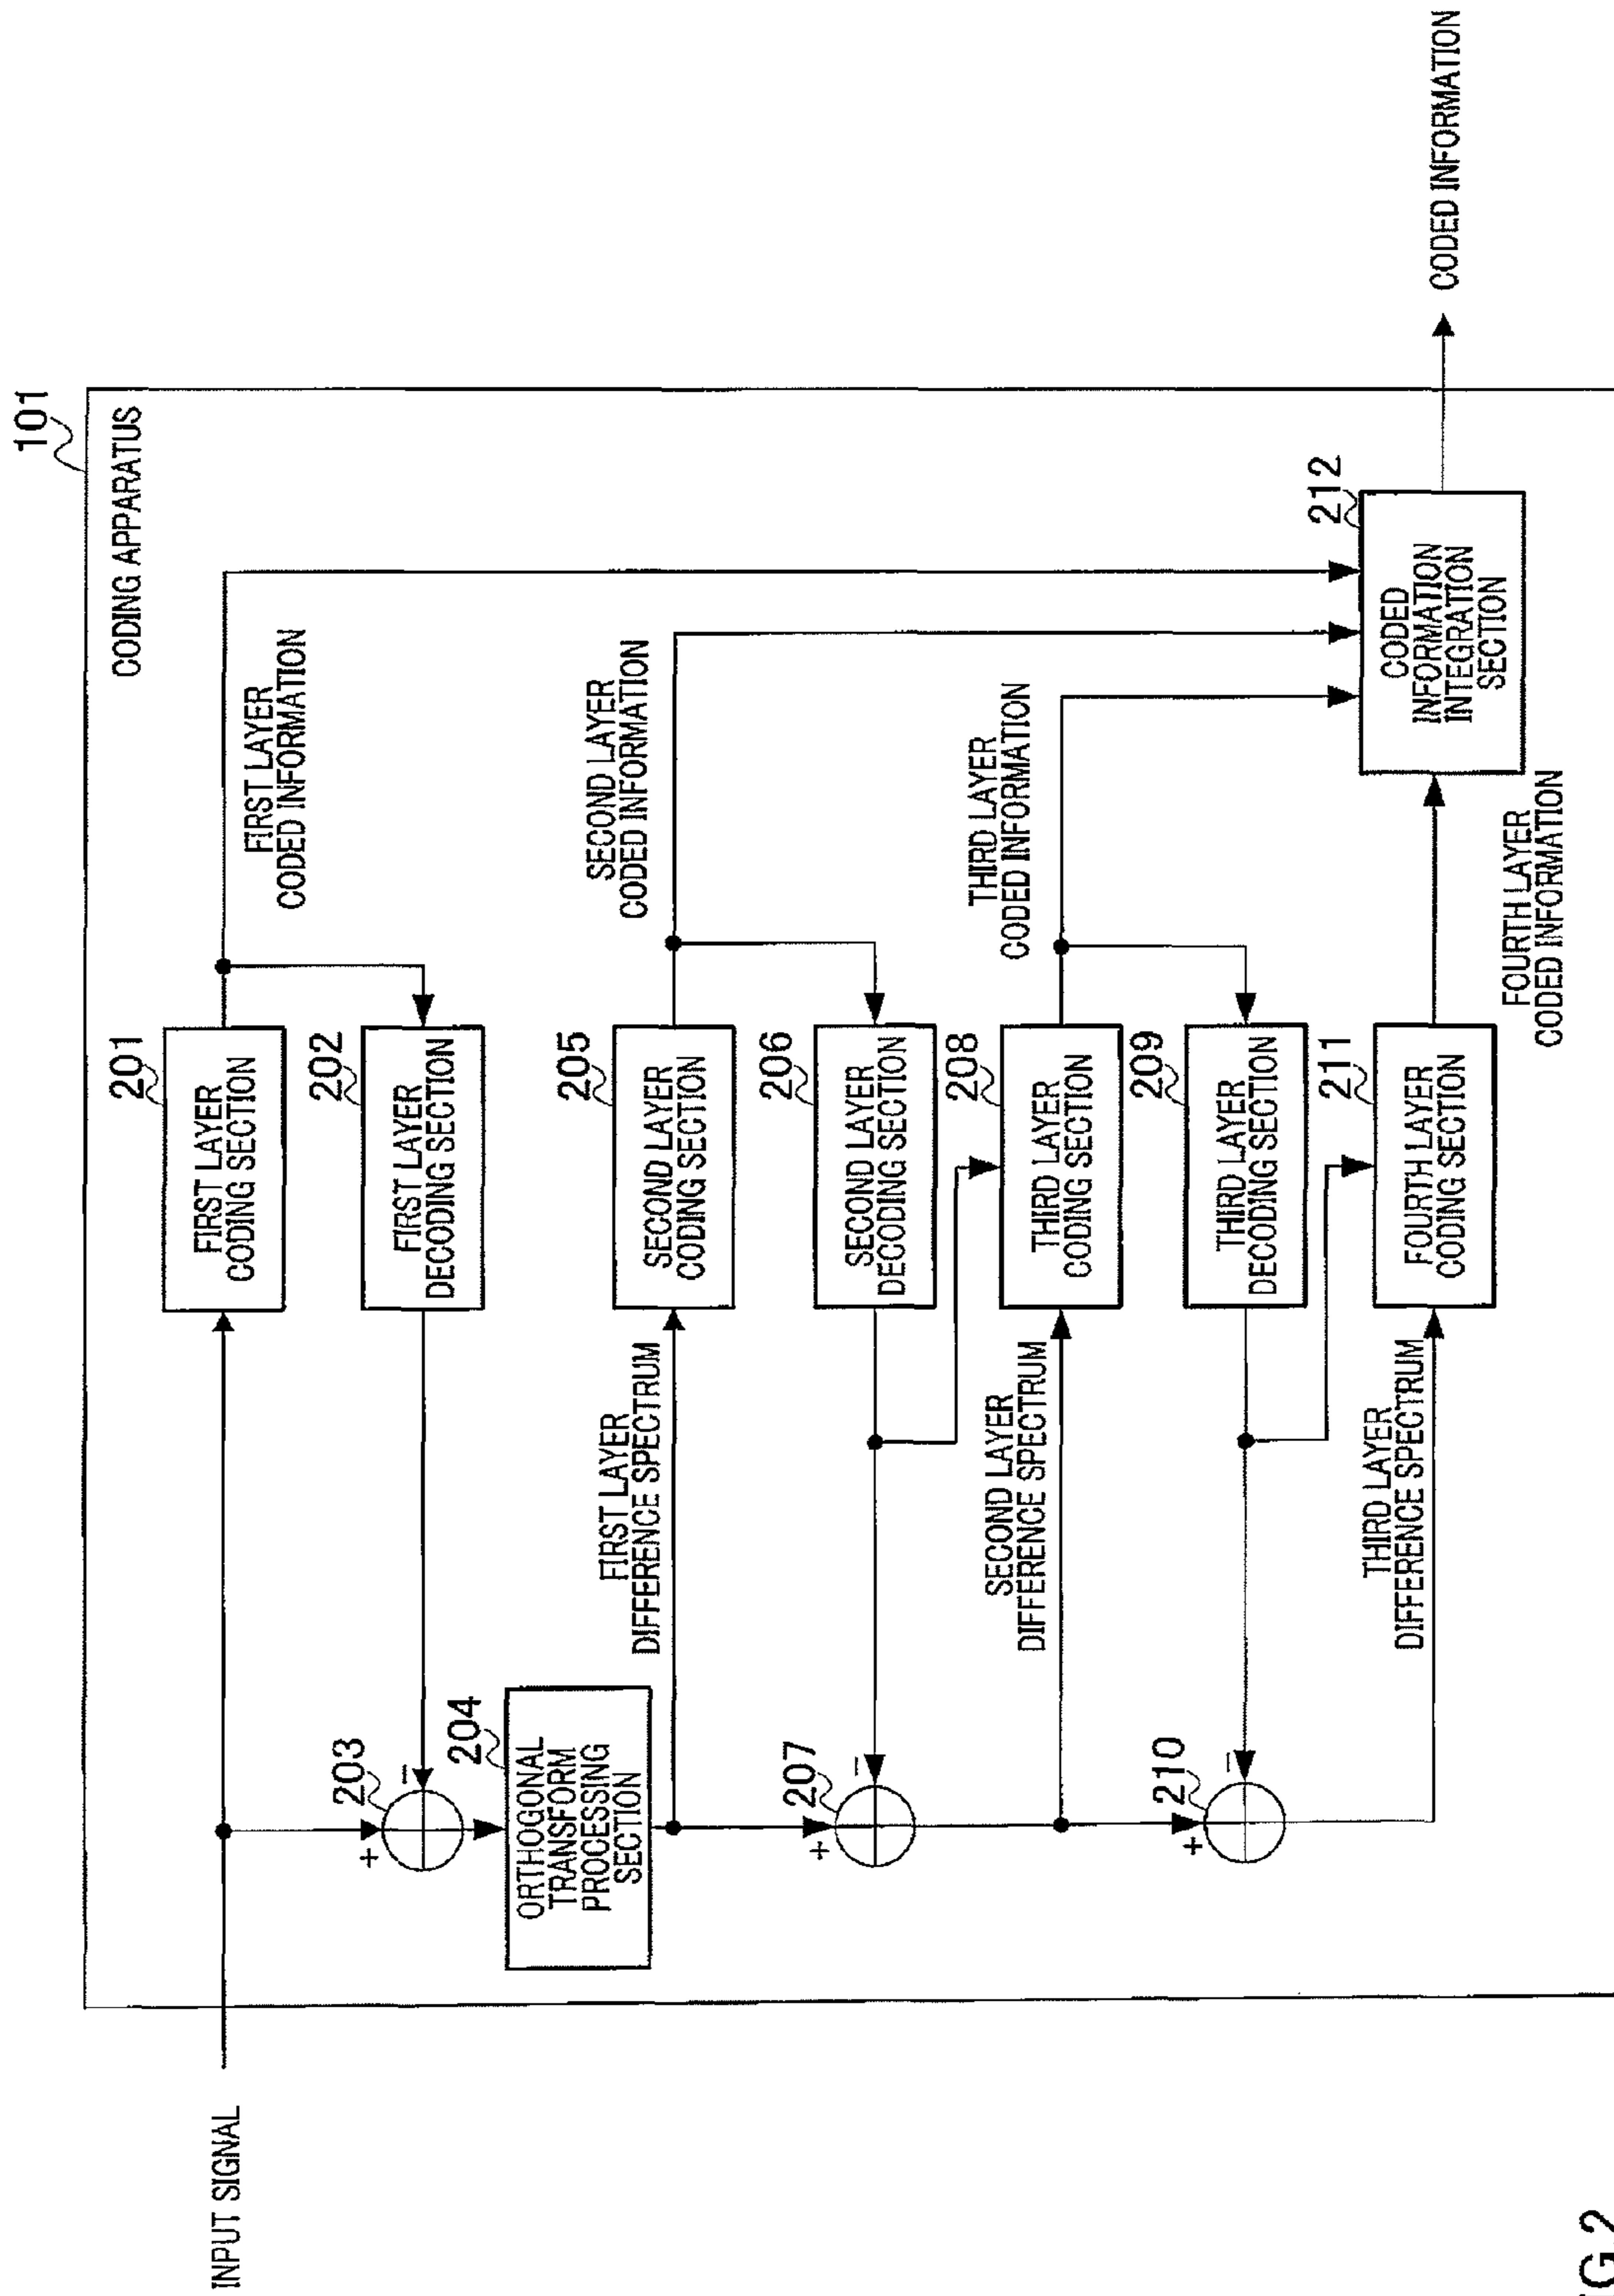 101
CODING APPARATUS
INPUT SIGNAL
201
FIRST LAYER
CODING SECTION
FIRST LAYER
CODED INFORMATION
202
FIRST LAYER
DECODING SECTION
203
+
−
204
ORTHOGONAL
TRANSFORM
PROCESSING
SECTION
FIRST LAYER
DIFFERENCE SPECTRUM
205
SECOND LAYER
CODING SECTION
SECOND LAYER
CODED INFORMATION
206
SECOND LAYER
DECODING SECTION
207
+
−
SECOND LAYER
DIFFERENCE SPECTRUM
208
THIRD LAYER
CODING SECTION
THIRD LAYER
CODED INFORMATION
209
THIRD LAYER
DECODING SECTION
210
+
−
THIRD LAYER
DIFFERENCE SPECTRUM
211
FOURTH LAYER
CODING SECTION
FOURTH LAYER
CODED INFORMATION
212
CODED
INFORMATION
INTEGRATION
SECTION
CODED INFORMATION
G.2